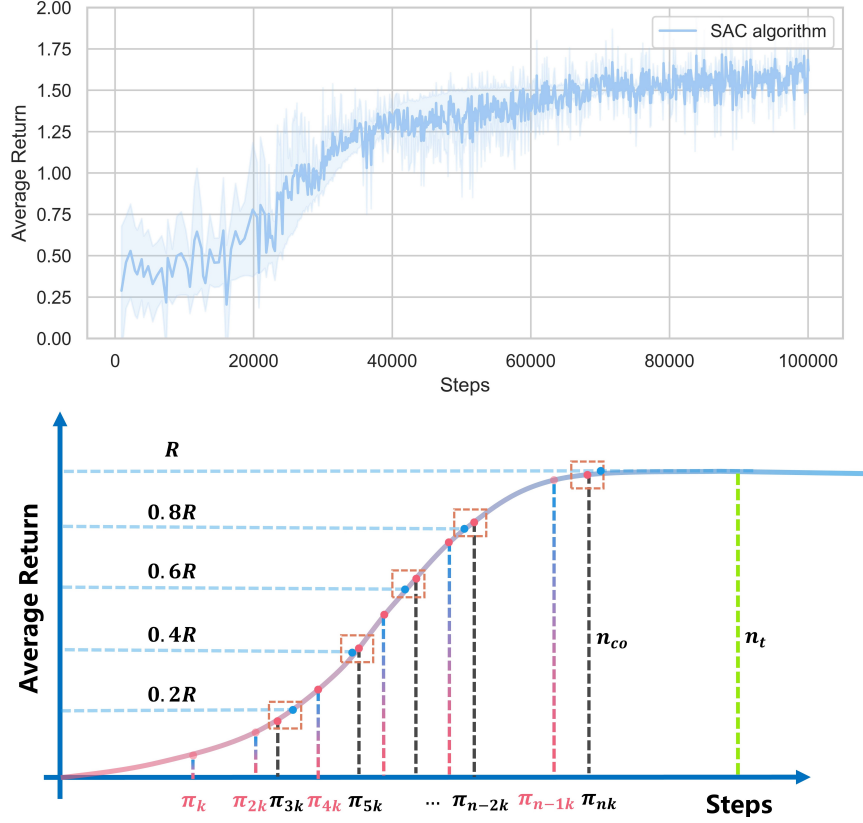 2.00
SAC algorithm
1.75
1.50
1.25
1.00
0.75
0.50
0.25
0.00
Average Return
0 20000 40000 60000 80000 100000
Steps
R
0.8R
0.6R
0.4R
0.2R
Average Return
n_co
n_t
π_k π_2k π_3k π_4k π_5k ... π_n-2k π_n-1k π_nk
Steps